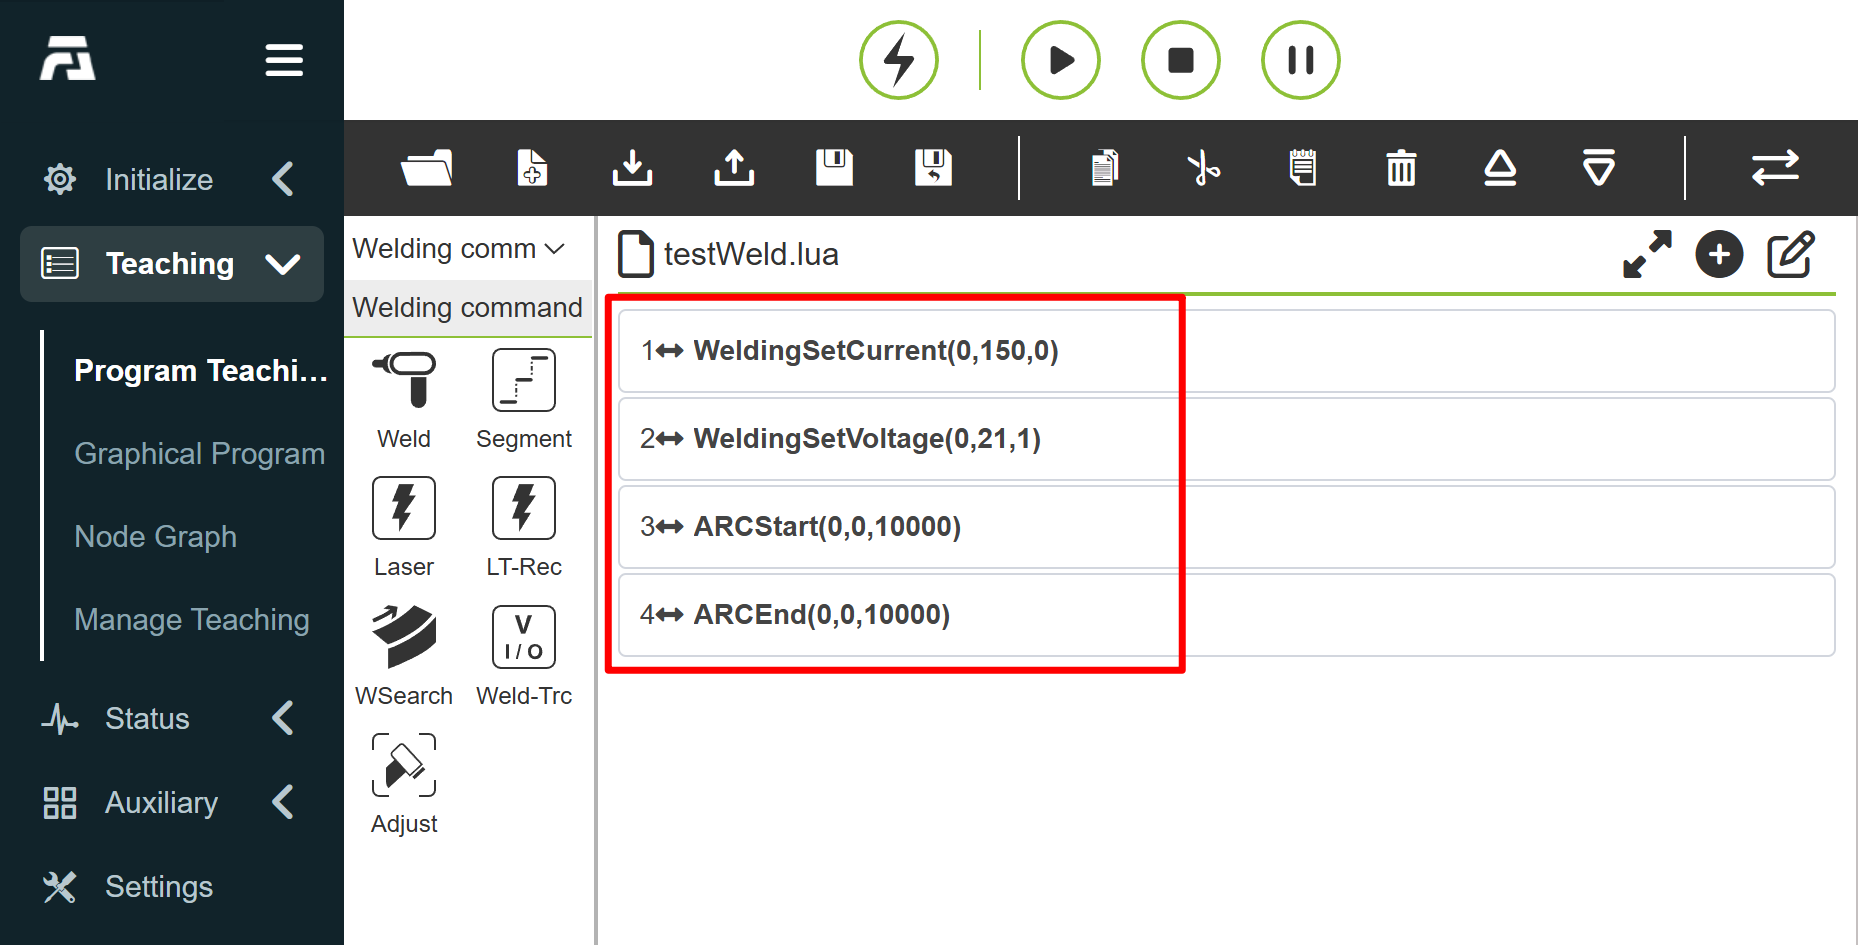 Initialize
Teaching
Program Teachi...
Graphical Program
Node Graph
Manage Teaching
Status
Auxiliary
Settings
Welding comm
Welding command
Weld
Segment
Laser
LT-Rec
WSearch
V
I/O
Weld-Trc
Adjust
testWeld.lua
1 WeldingSetCurrent(0,150,0)
2 WeldingSetVoltage(0,21,1)
3 ARCStart(0,0,10000)
4 ARCEnd(0,0,10000)